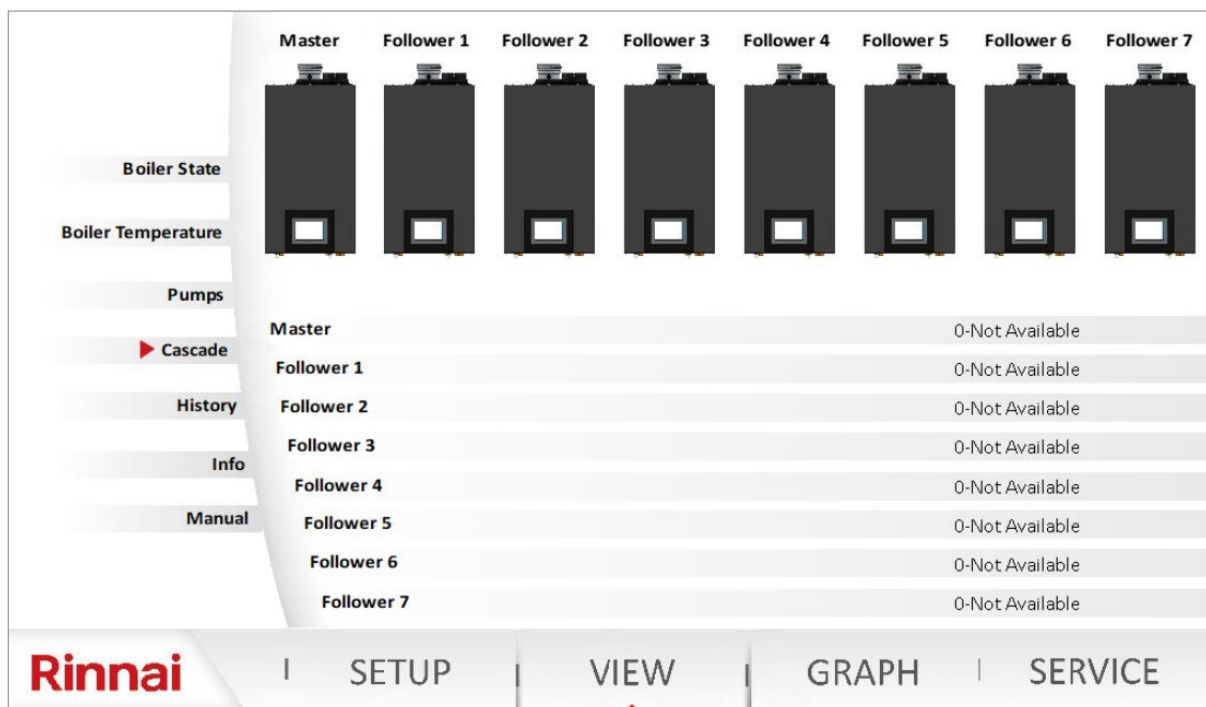 Master Follower 1 Follower 2 Follower 3 Follower 4 Follower 5 Follower 6 Follower 7
Boiler State
Boiler Temperature
Pumps
Cascade
History
Info
Manual
Master 0-Not Available
Follower 1 0-Not Available
Follower 2 0-Not Available
Follower 3 0-Not Available
Follower 4 0-Not Available
Follower 5 0-Not Available
Follower 6 0-Not Available
Follower 7 0-Not Available
Rinnai SETUP VIEW GRAPH SERVICE